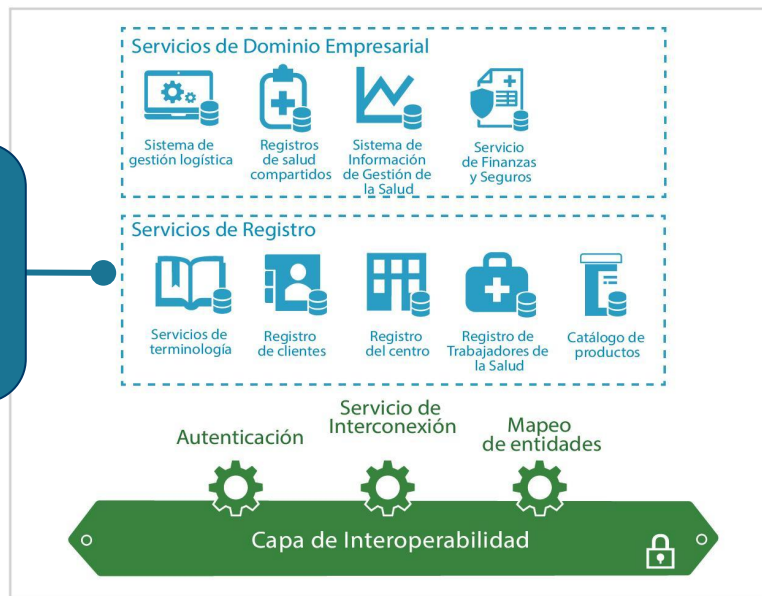 Servicios de Dominio Empresarial
Sistema de
gestión logística
Registros
de salud
compartidos
Sistema de
Información
de Gestión de
la Salud
Servicio
de Finanzas
y Seguros
Servicios de Registro
Servicios de
terminología
Registro
de clientes
Registro
del centro
Registro de
Trabajadores de
la Salud
Catálogo de
productos
Autenticación
Servicio de
Interconexión
Mapeo
de entidades
Capa de Interoperabilidad